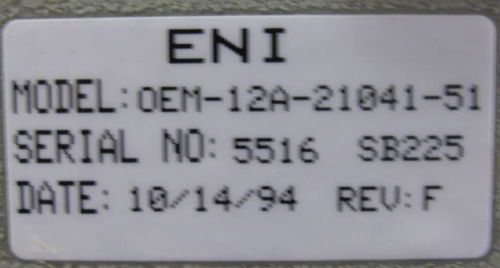 ENI
MODEL: OEM-12A-21041-51
SERIAL NO: 5516 SB225
DATE: 10/14/94 REV: F